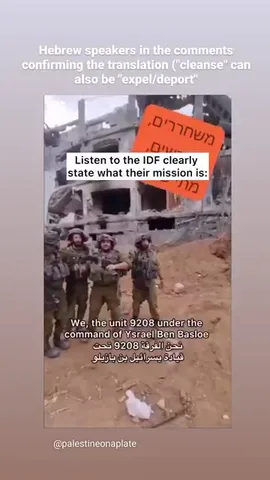 Hebrew speakers in the comments
confirming the translation ("cleanse" can
also be "expel/deport"
משחררים,
Listen to the IDF clearly
state what their mission is:
We, the unit 9208 under the
command of Ysrael Ben Basloe
نحن الفرقة 9208 تحت
قيادة يسرائيل بن بازيلو
@palestineonaplate